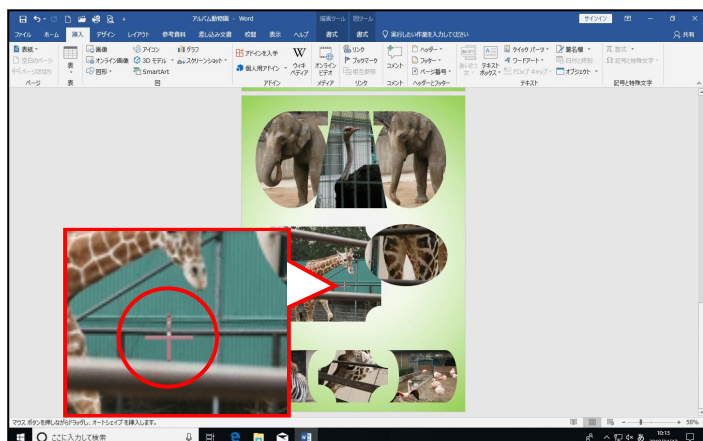 アルバム動物園 - Word
描画ツール 図ツール
サインイン
ファイル ホーム 挿入 デザイン レイアウト 参考資料 差し込み文書 校閲 表示 ヘルプ 書式 書式 実行したい作業を入力してください 共有
表紙
空白のページ
ページ区切り
ページ
表
表
画像
オンライン画像
図形
アイコン
3D モデル
SmartArt
グラフ
スクリーンショット
図
アドインを入手
個人用アドイン
ウィキペディア
アドイン
オンライン ビデオ
メディア
リンク
ブックマーク
相互参照
リンク
コメント
コメント
ヘッダー
フッター
ページ番号
ヘッダーとフッター
あいさつ文
テキスト ボックス
クイック パーツ
ワードアート
ドロップ キャップ
署名欄
日付と時刻
オブジェクト
テキスト
数式
記号と特殊文字
記号と特殊文字
マウス ボタンを押しながらドラッグし、オートシェイプを挿入します。
50%
ここに入力して検索
あ
10:13